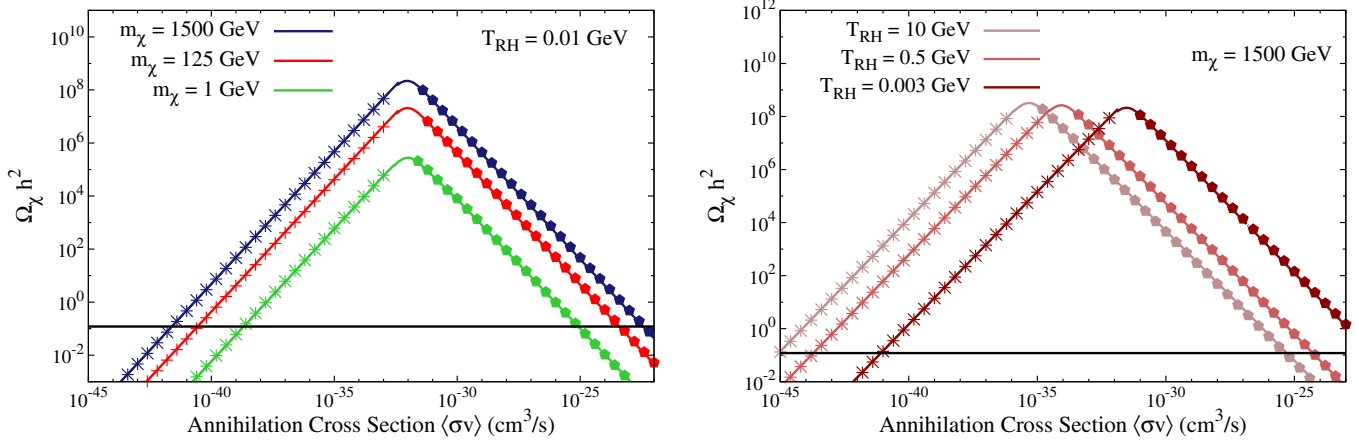 10^10
10^8
10^6
10^4
10^2
10^0
10^-2
Ω_χ h^2
m_χ = 1500 GeV
m_χ = 125 GeV
m_χ = 1 GeV
T_RH = 0.01 GeV
10^-45
10^-40
10^-35
10^-30
10^-25
Annihilation Cross Section ⟨σv⟩ (cm^3/s)
10^12
10^10
10^8
10^6
10^4
10^2
10^0
10^-2
Ω_χ h^2
T_RH = 10 GeV
T_RH = 0.5 GeV
T_RH = 0.003 GeV
m_χ = 1500 GeV
10^-45
10^-40
10^-35
10^-30
10^-25
Annihilation Cross Section ⟨σv⟩ (cm^3/s)